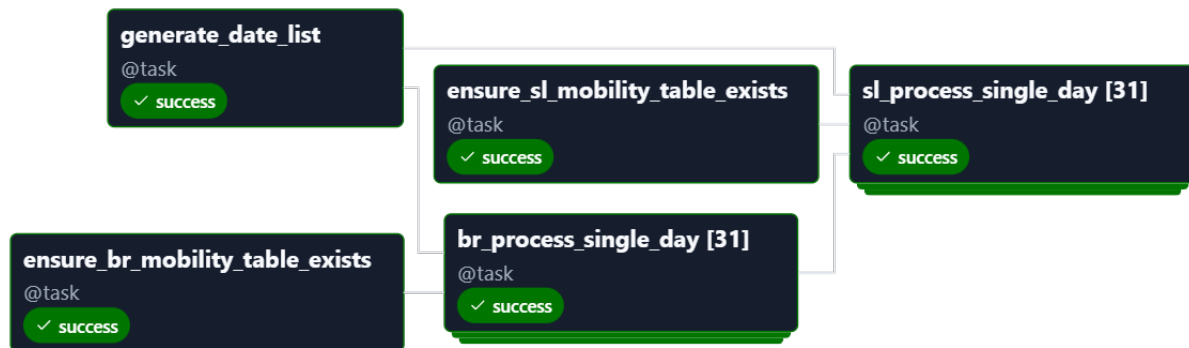 generate_date_list
@task
success
ensure_sl_mobility_table_exists
@task
success
sl_process_single_day [31]
@task
success
ensure_br_mobility_table_exists
@task
success
br_process_single_day [31]
@task
success